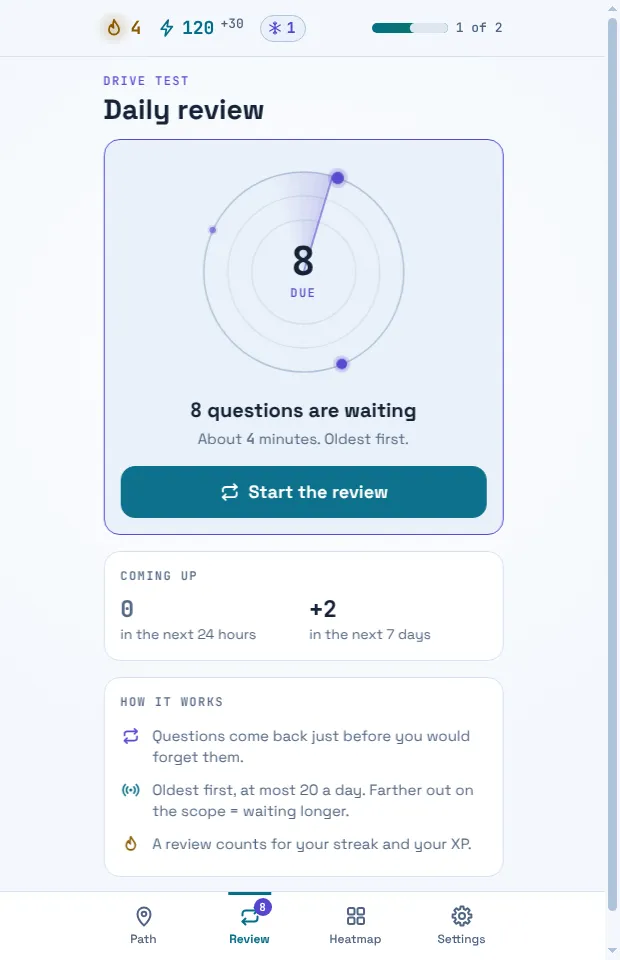 4 120 +30 1 1 of 2
DRIVE TEST
Daily review
8
DUE
8 questions are waiting
About 4 minutes. Oldest first.
Start the review
COMING UP
0 +2
in the next 24 hours in the next 7 days
HOW IT WORKS
Questions come back just before you would
forget them.
Oldest first, at most 20 a day. Farther out on
the scope = waiting longer.
A review counts for your streak and your XP.
8
Path Review Heatmap Settings